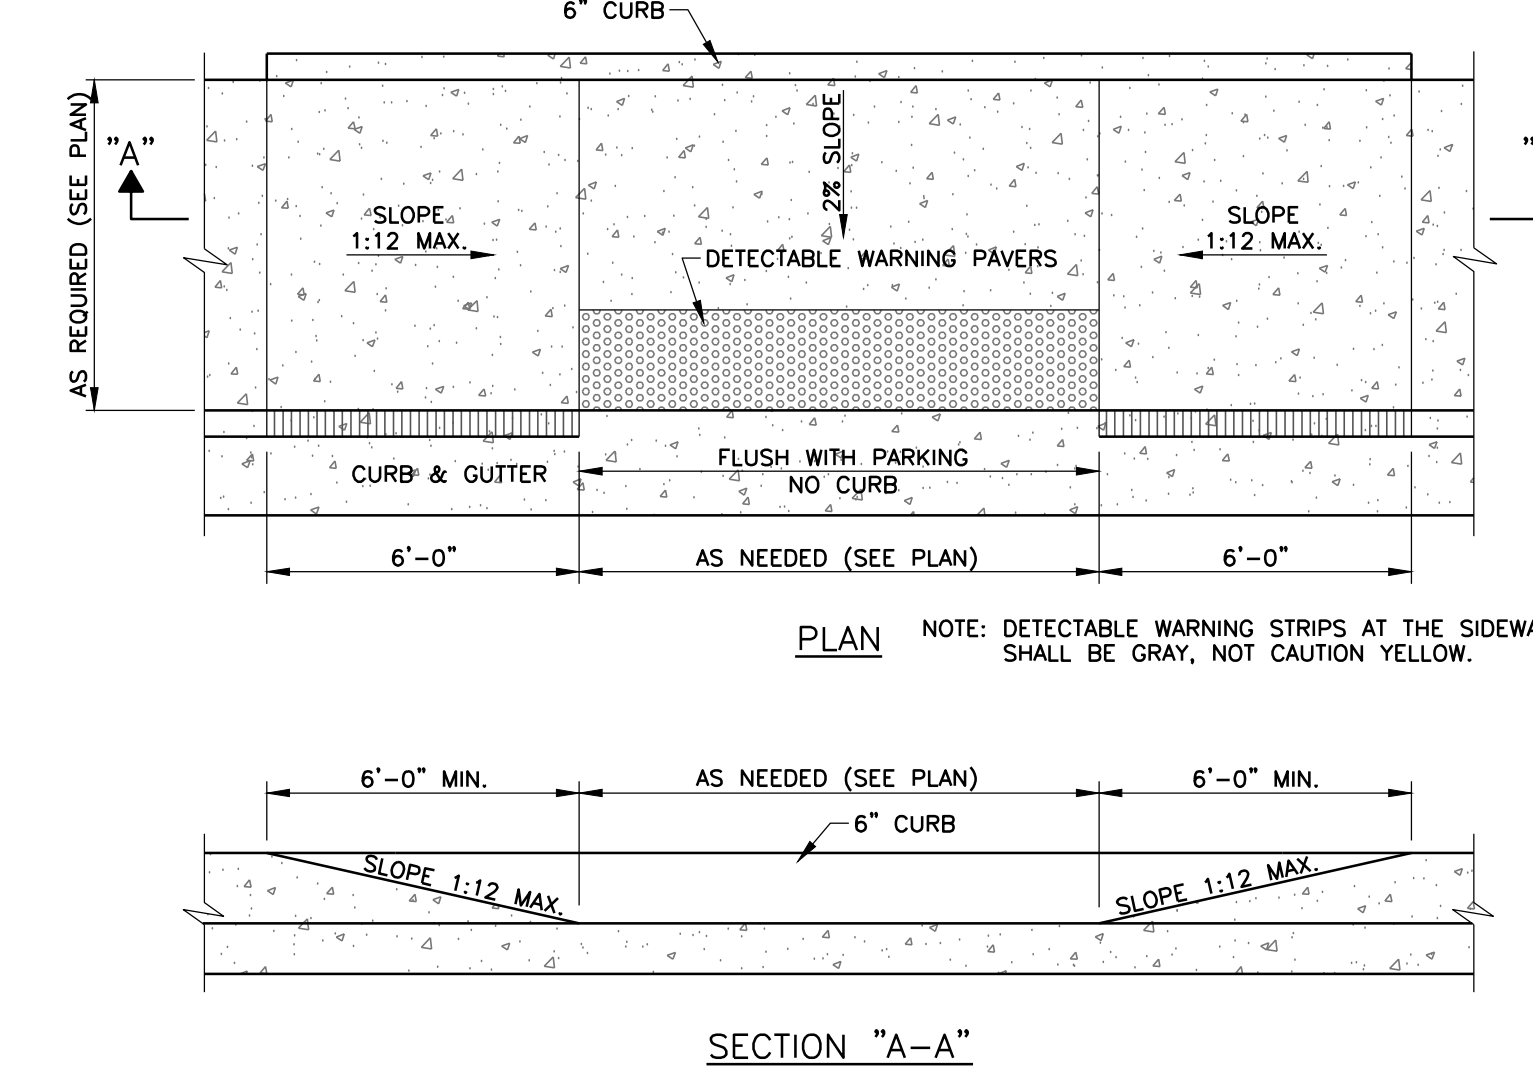 6” CURB
AS REQUIRED (SEE PLAN)
”A”
2% SLOPE
SLOPE
1:12 MAX.
SLOPE
1:12 MAX.
DETECTABLE WARNING PAVERS
CURB & GUTTER
FLUSH WITH PARKING
NO CURB
6'-0”
AS NEEDED (SEE PLAN)
6'-0”
PLAN
NOTE: DETECTABLE WARNING STRIPS AT THE
SHALL BE GRAY, NOT CAUTION YELLOW.
6'-0” MIN.
AS NEEDED (SEE PLAN)
6'-0” MIN.
6” CURB
SLOPE 1:12 MAX.
SLOPE 1:12 MAX.
SECTION ”A-A”